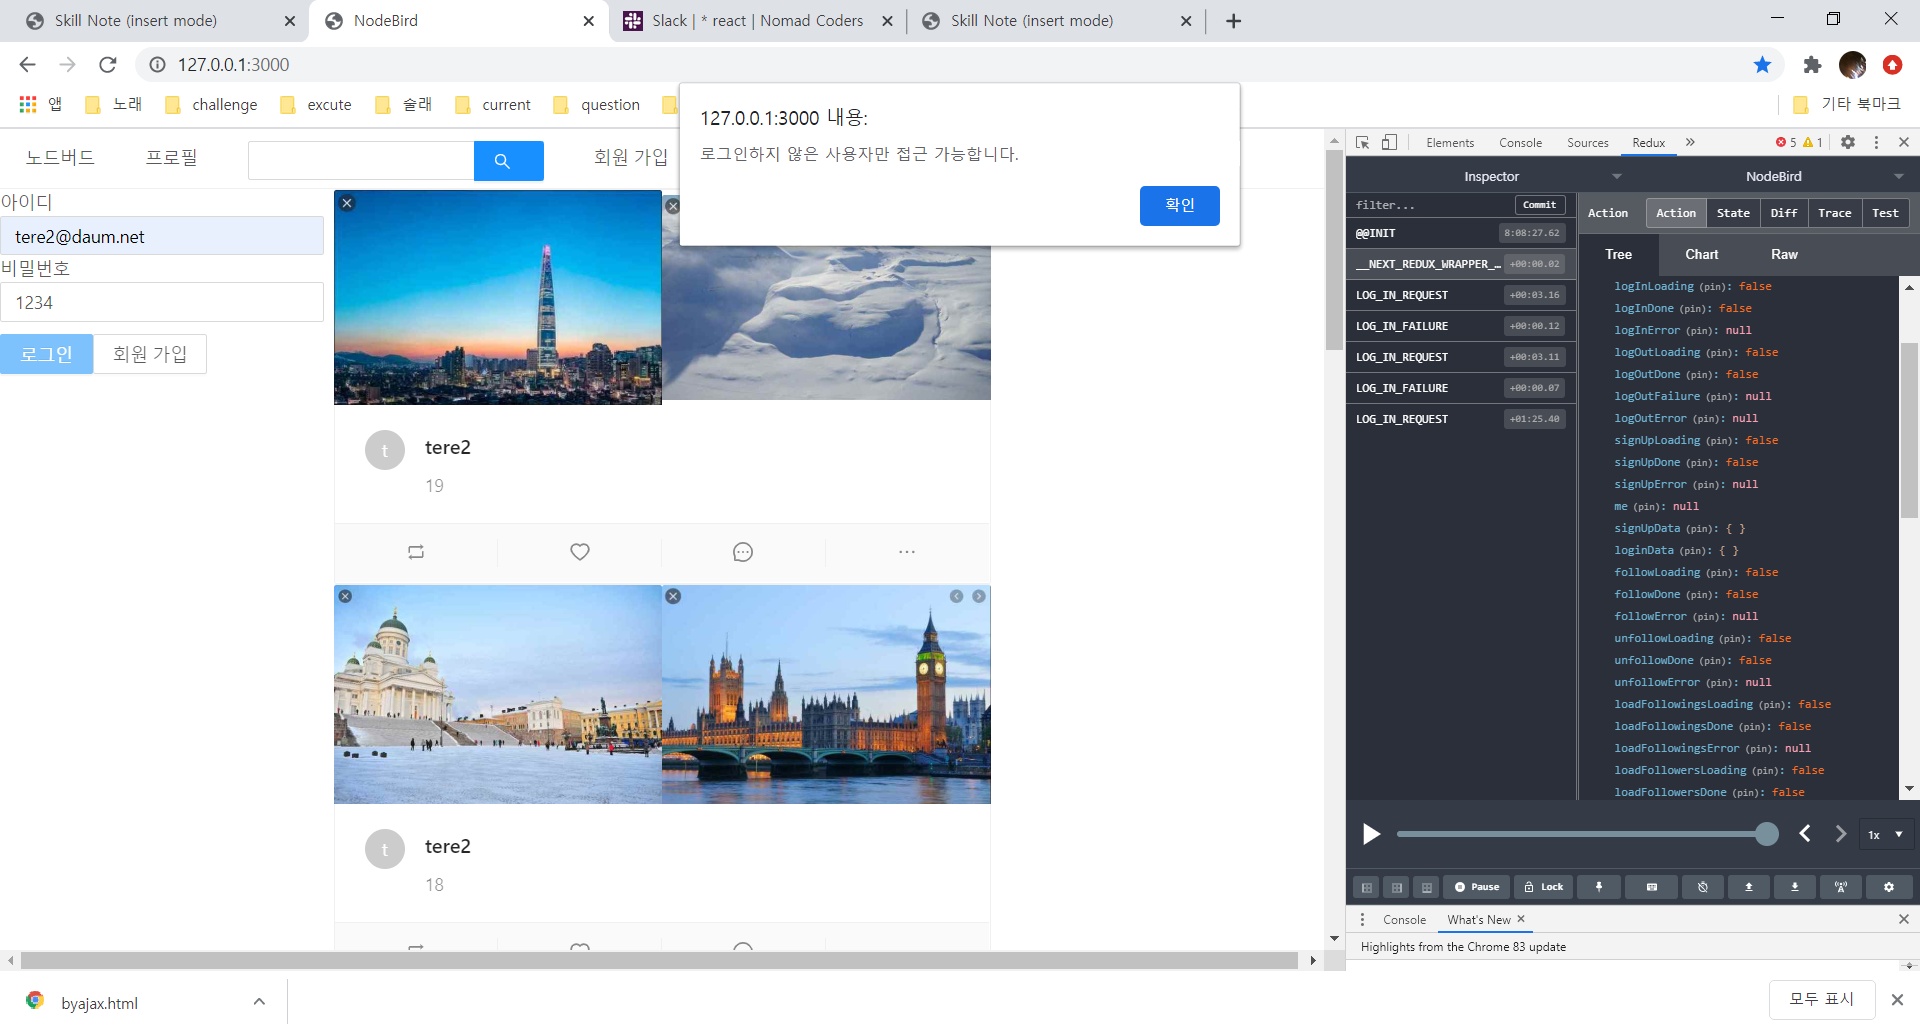 Skill Note (insert mode)
NodeBird
Slack | * react | Nomad Coders
Skill Note (insert mode)
127.0.0.1:3000
앱
노래
challenge
excute
술래
current
question
기타 북마크
127.0.0.1:3000 내용:
로그인하지 않은 사용자만 접근 가능합니다.
확인
노드버드
프로필
회원 가입
아이디
tere2@daum.net
비밀번호
1234
로그인
회원 가입
t
tere2
19
t
tere2
18
Elements
Console
Sources
Redux
5
1
Inspector
NodeBird
filter...
Commit
@@INIT
8:08:27.62
__NEXT_REDUX_WRAPPER_...
+00:00.02
LOG_IN_REQUEST
+00:03.16
LOG_IN_FAILURE
+00:00.12
LOG_IN_REQUEST
+00:03.11
LOG_IN_FAILURE
+00:00.07
LOG_IN_REQUEST
+01:25.40
Action
Action
State
Diff
Trace
Test
Tree
Chart
Raw
logInLoading (pin): false
logInDone (pin): false
logInError (pin): null
logOutLoading (pin): false
logOutDone (pin): false
logOutFailure (pin): null
logOutError (pin): null
signUpLoading (pin): false
signUpDone (pin): false
signUpError (pin): null
me (pin): null
signUpData (pin): { }
loginData (pin): { }
followLoading (pin): false
followDone (pin): false
followError (pin): null
unfollowLoading (pin): false
unfollowDone (pin): false
unfollowError (pin): null
loadFollowingsLoading (pin): false
loadFollowingsDone (pin): false
loadFollowingsError (pin): null
loadFollowersLoading (pin): false
loadFollowersDone (pin): false
1x
Pause
Lock
Console
What's New
Highlights from the Chrome 83 update
byajax.html
모두 표시